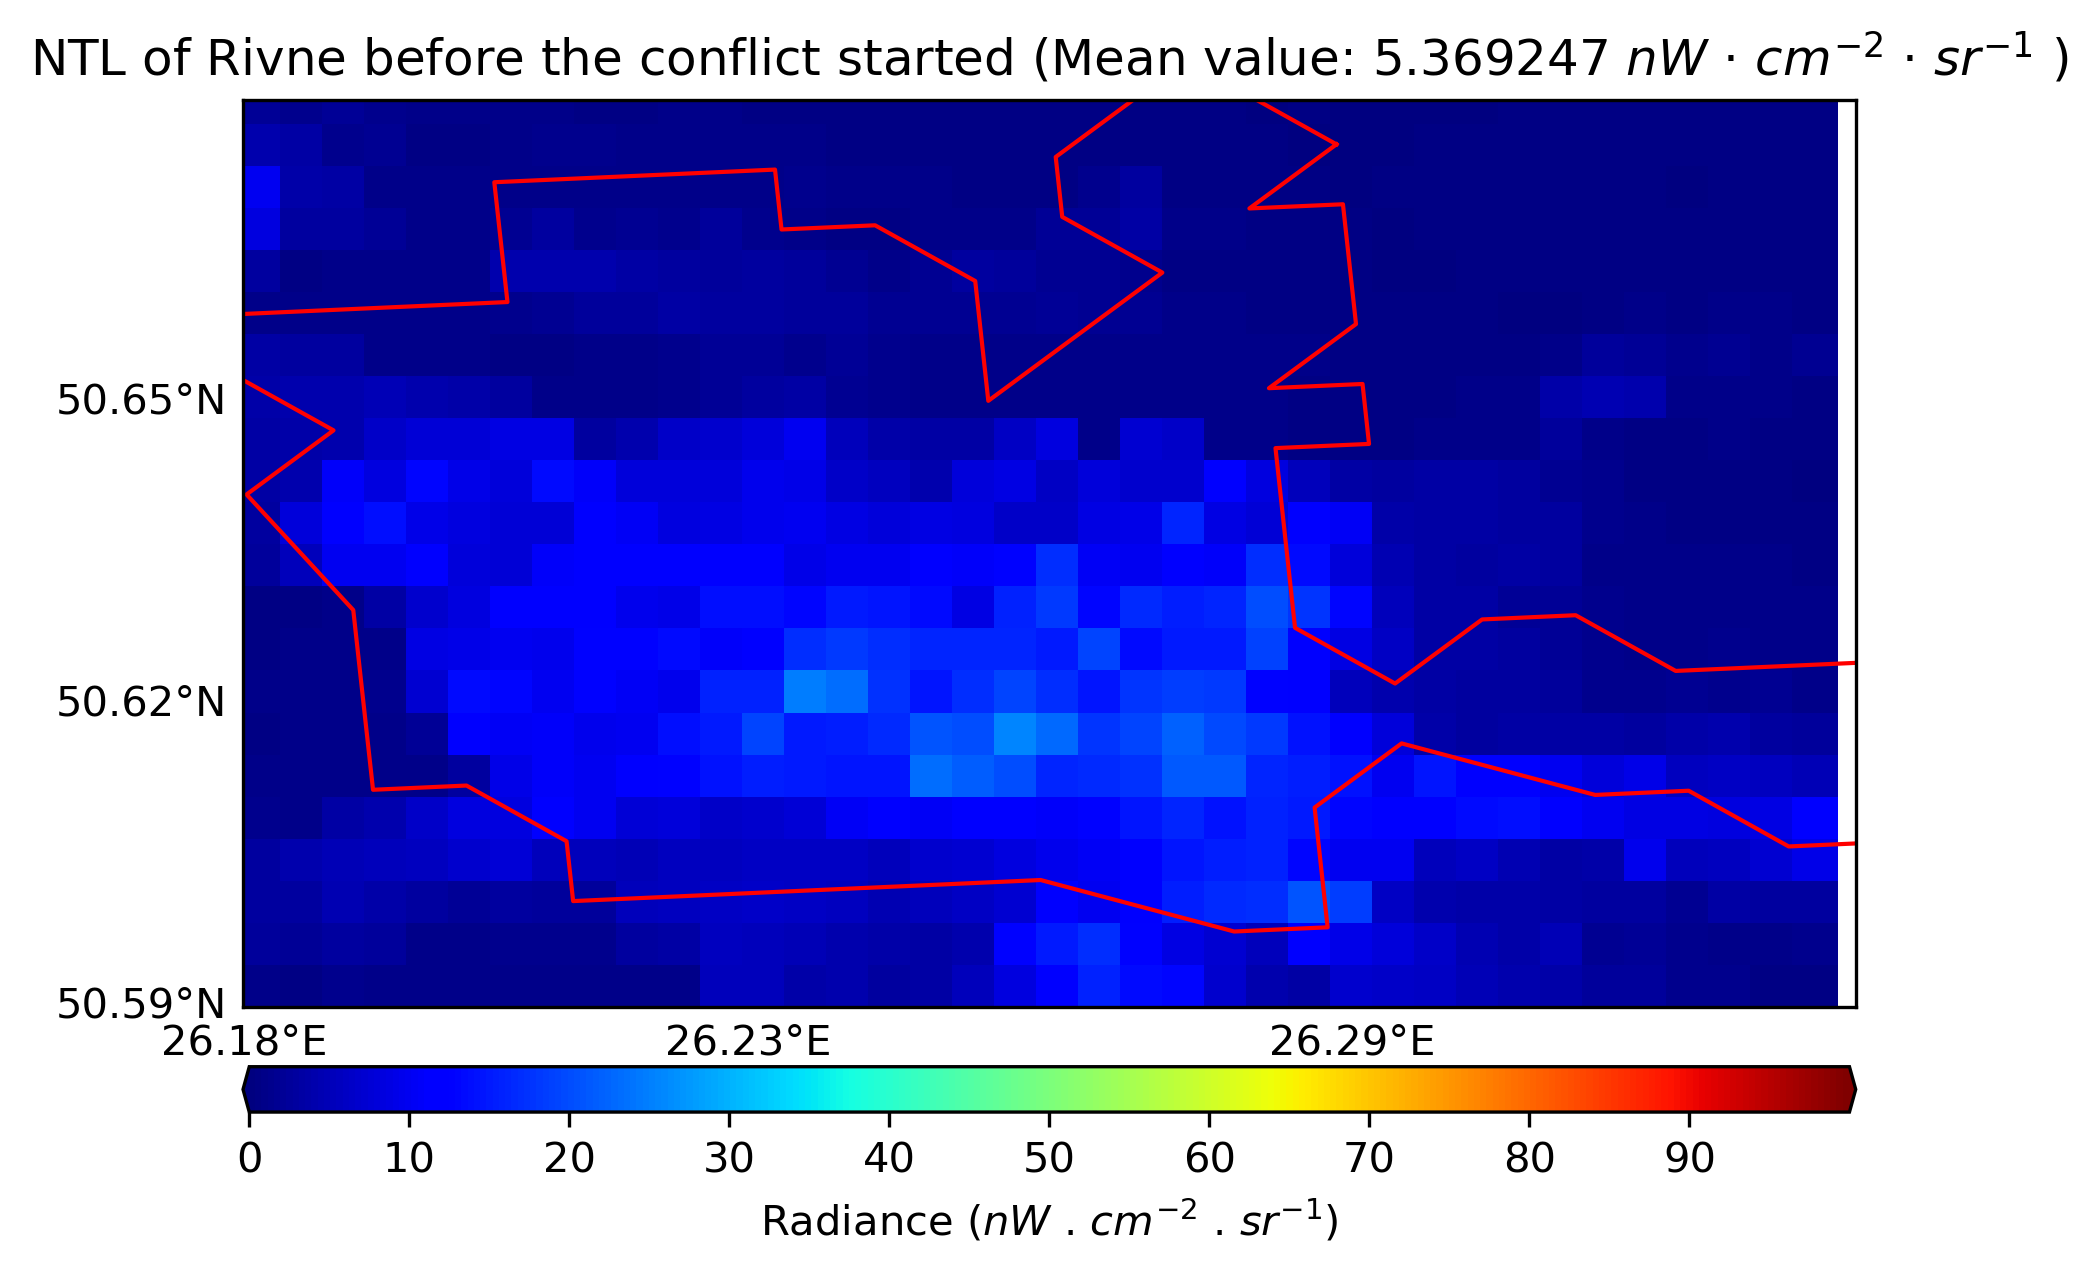 NTL of Rivne before the conflict started (Mean value: 5.369247 nW · cm⁻² · sr⁻¹ )
50.65°N
50.62°N
50.59°N
26.18°E 26.23°E 26.29°E
0 10 20 30 40 50 60 70 80 90
Radiance (nW . cm⁻² . sr⁻¹)